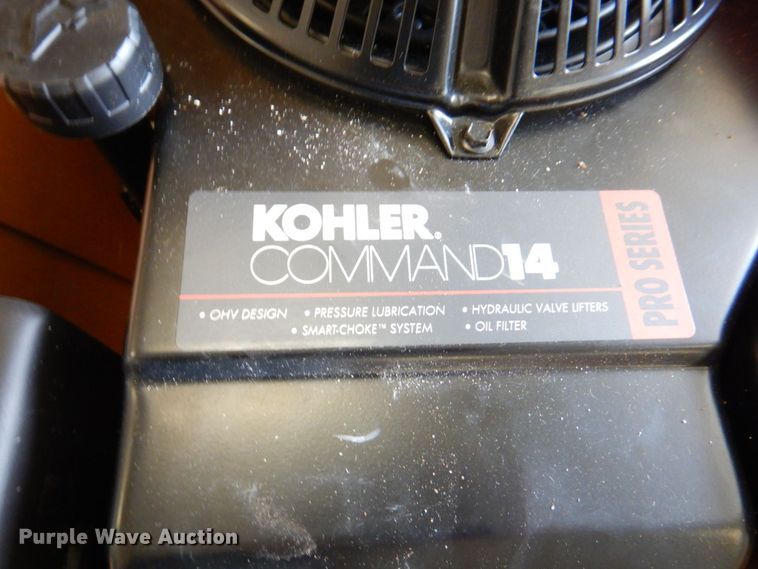 KOHLER®
COMMAND14
PRO SERIES
• OHV DESIGN • PRESSURE LUBRICATION • HYDRAULIC VALVE LIFTERS
• SMART-CHOKE™ SYSTEM • OIL FILTER
Purple Wave Auction